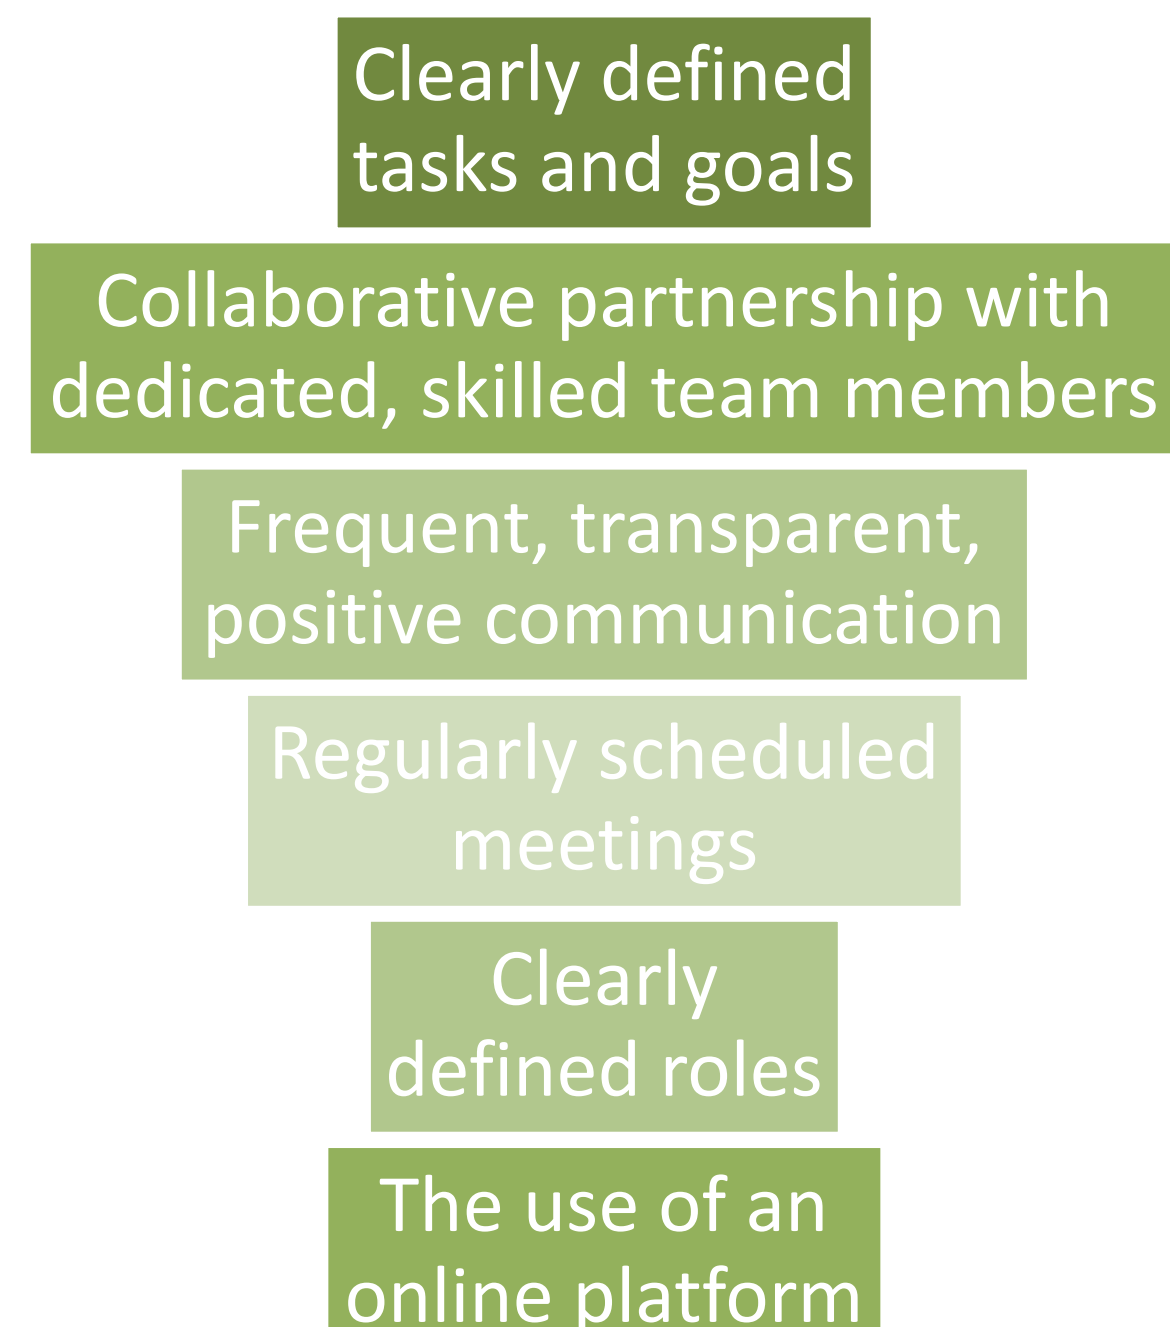 Clearly defined
tasks and goals
Collaborative partnership with
dedicated, skilled team members
Frequent, transparent,
positive communication
Regularly scheduled
meetings
Clearly
defined roles
The use of an
online platform